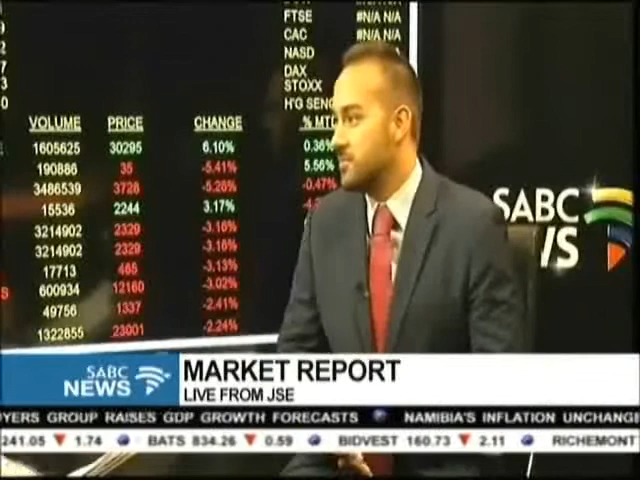 FTSE #N/A N/A
CAC #N/A N/A
NASD
DAX
STOXX
H'G SENG
VOLUME PRICE CHANGE % MTD
1605625 30295 6.10% 0.36%
190886 35 -5.41% 5.56%
3486539 3728 -5.26% -0.47%
15536 2244 3.17%
3214902 2329 -3.16%
3214902 2329 -3.16%
17713 465 -3.13%
600934 12160 -3.02%
49756 1337 -2.41%
1322855 23001 -2.24%
SABC
NEWS
SABC
NEWS
MARKET REPORT
LIVE FROM JSE
YERS GROUP RAISES GDP GROWTH FORECASTS NAMIBIA'S INFLATION UNCHANG
241.05 ▼ 1.74 BATS 834.26 ▼ 0.59 BIDVEST 160.73 ▼ 2.11 RICHEMONT